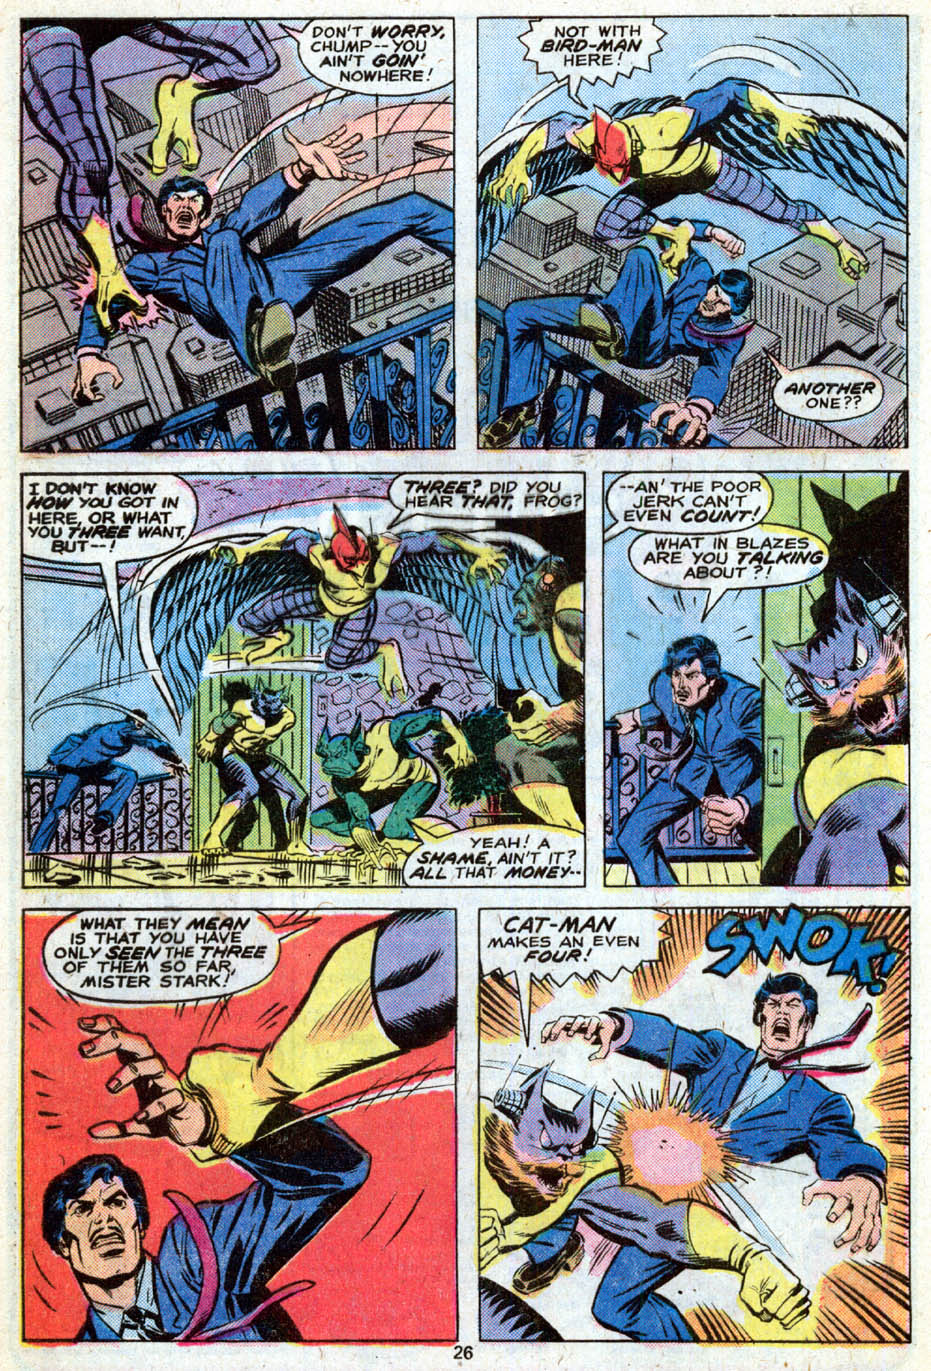 DON'T WORRY,
CHUMP--YOU
AIN'T GOIN'
NOWHERE!
NOT WITH
BIRD-MAN
HERE!
ANOTHER
ONE??
I DON'T KNOW
HOW YOU GOT IN
HERE, OR WHAT
YOU THREE WANT,
BUT--!
THREE? DID YOU
HEAR THAT, FROG?
YEAH! A
SHAME, AIN'T IT?
ALL THAT MONEY--
--AN' THE POOR
JERK CAN'T
EVEN COUNT!
WHAT IN BLAZES
ARE YOU TALKING
ABOUT?!
WHAT THEY MEAN
IS THAT YOU HAVE
ONLY SEEN THE THREE
OF THEM SO FAR,
MISTER STARK!
CAT-MAN
MAKES AN EVEN
FOUR!
SWOK!
26